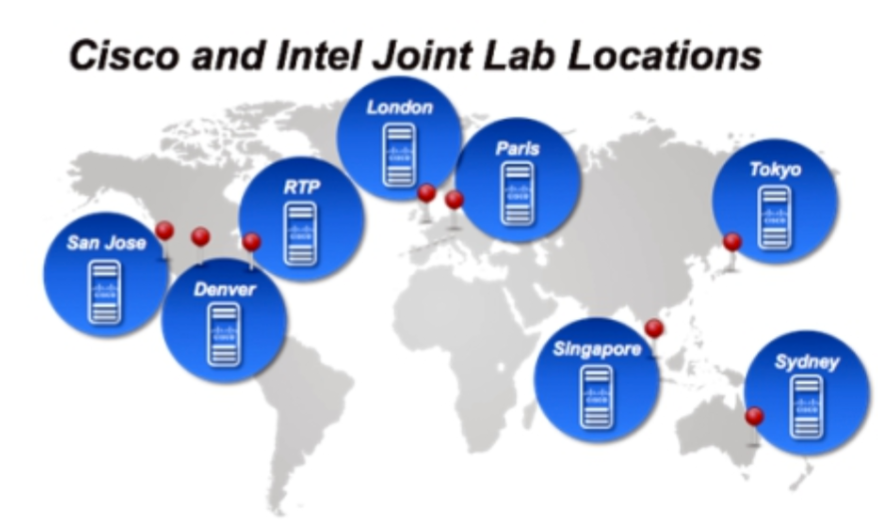 Cisco and Intel Joint Lab Locations
London
Paris
Tokyo
RTP
San Jose
Denver
Singapore
Sydney